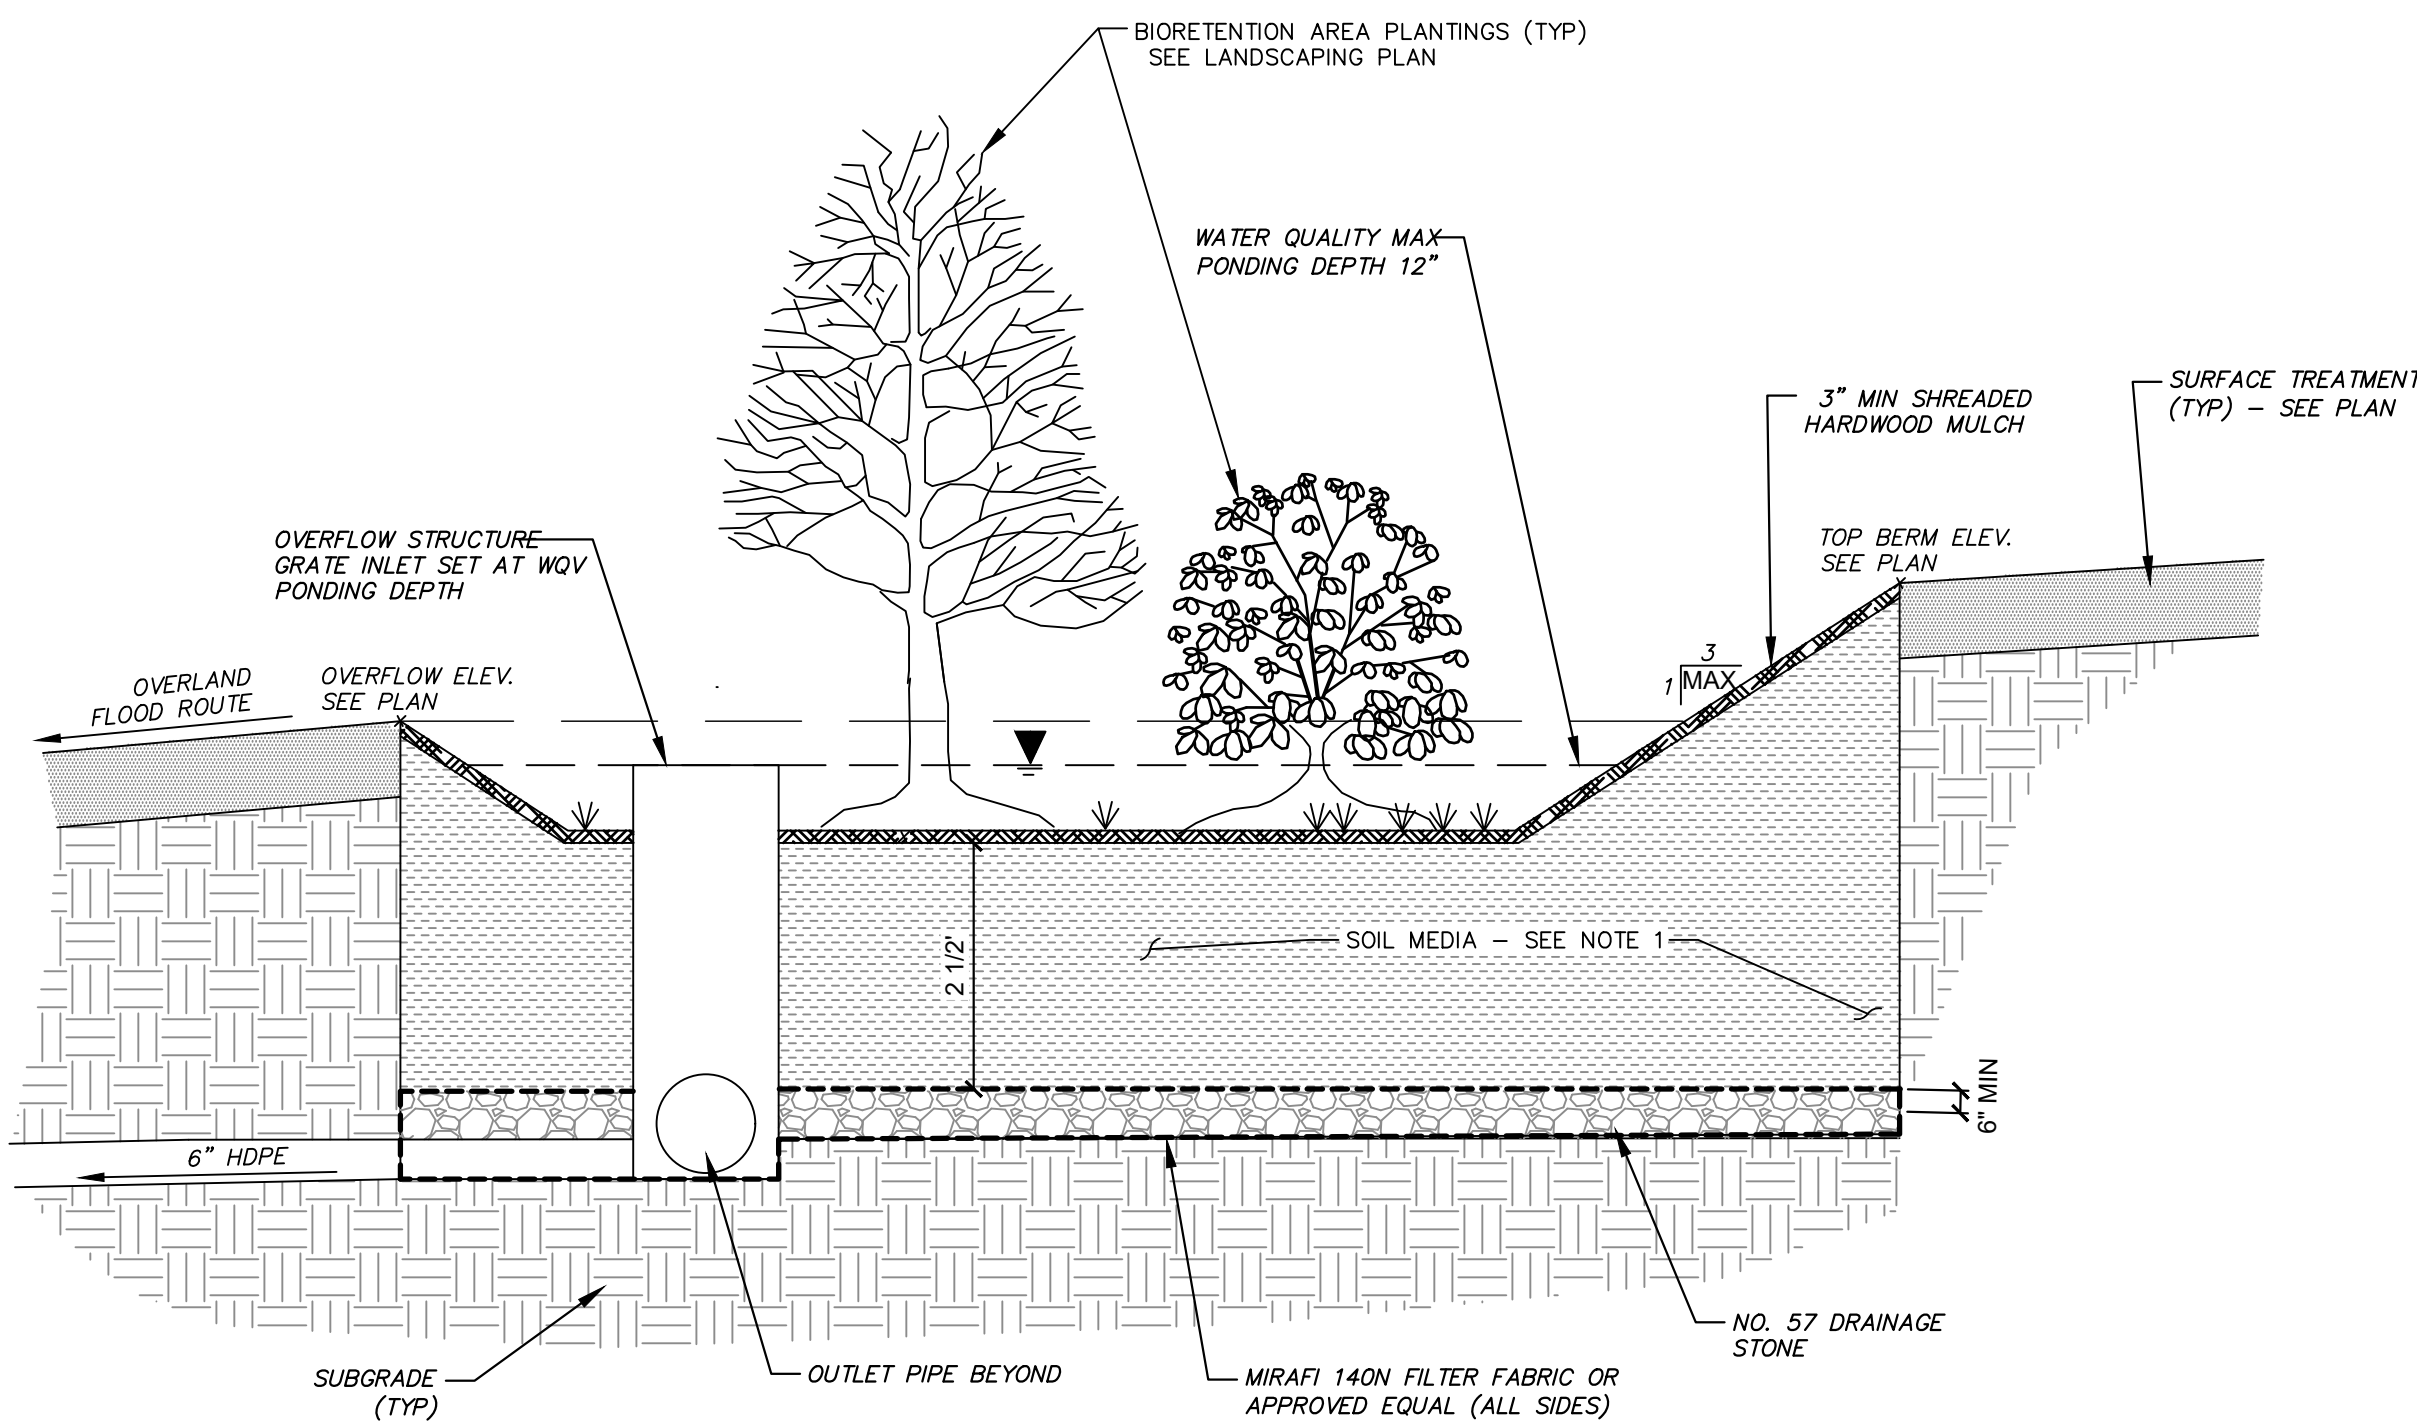 BIORETENTION AREA PLANTINGS (TYP)
SEE LANDSCAPING PLAN
WATER QUALITY MAX
PONDING DEPTH 12"
3" MIN SHREADED
HARDWOOD MULCH
SURFACE TREATMENT
(TYP) – SEE PLAN
OVERFLOW STRUCTURE
GRATE INLET SET AT WQV
PONDING DEPTH
TOP BERM ELEV.
SEE PLAN
OVERLAND
FLOOD ROUTE
OVERFLOW ELEV.
SEE PLAN
3
1 MAX
2 1/2'
SOIL MEDIA – SEE NOTE 1
6" MIN
6" HDPE
SUBGRADE
(TYP)
OUTLET PIPE BEYOND
MIRAFI 140N FILTER FABRIC OR
APPROVED EQUAL (ALL SIDES)
NO. 57 DRAINAGE
STONE